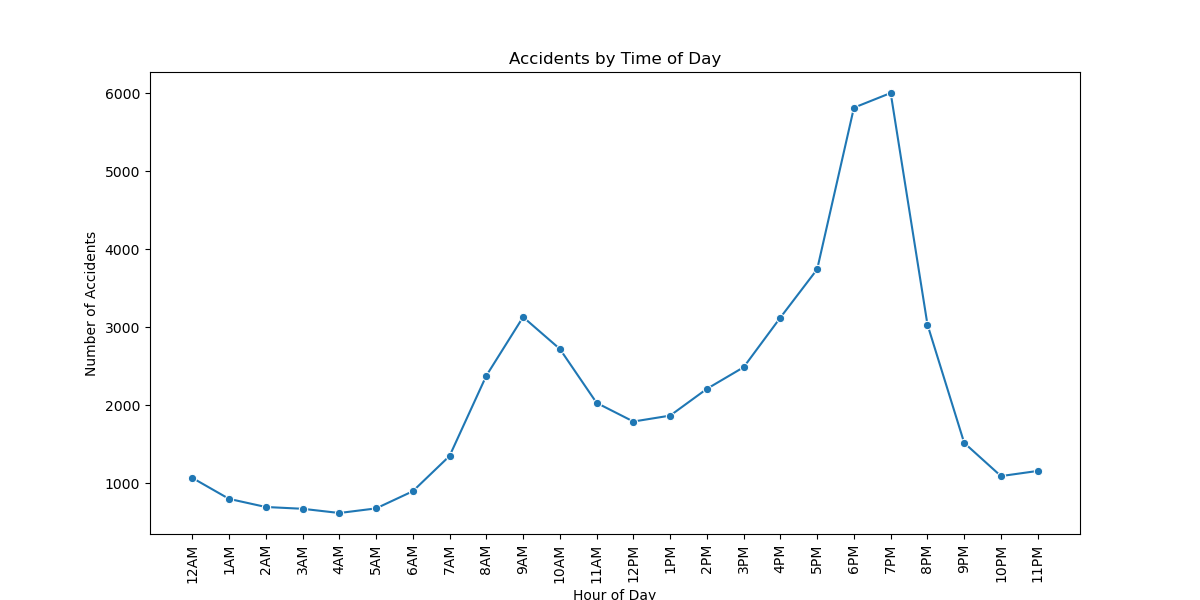 Accidents by Time of Day
6000
5000
4000
3000
2000
1000
Number of Accidents
12AM
1AM
2AM
3AM
4AM
5AM
6AM
7AM
8AM
9AM
10AM
11AM
12PM
1PM
2PM
3PM
4PM
5PM
6PM
7PM
8PM
9PM
10PM
11PM
Hour of Day